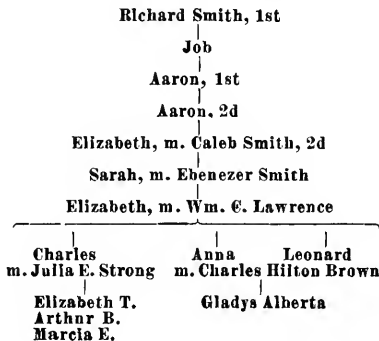 Richard Smith, 1st
Job
Aaron, 1st
Aaron, 2d
Elizabeth, m. Caleb Smith, 2d
Sarah, m. Ebenezer Smith
Elizabeth, m. Wm. C. Lawrence
Charles Anna Leonard
m. Julia E. Strong m. Charles Hilton Brown
Elizabeth T. Gladys Alberta
Arthur B.
Marcia E.